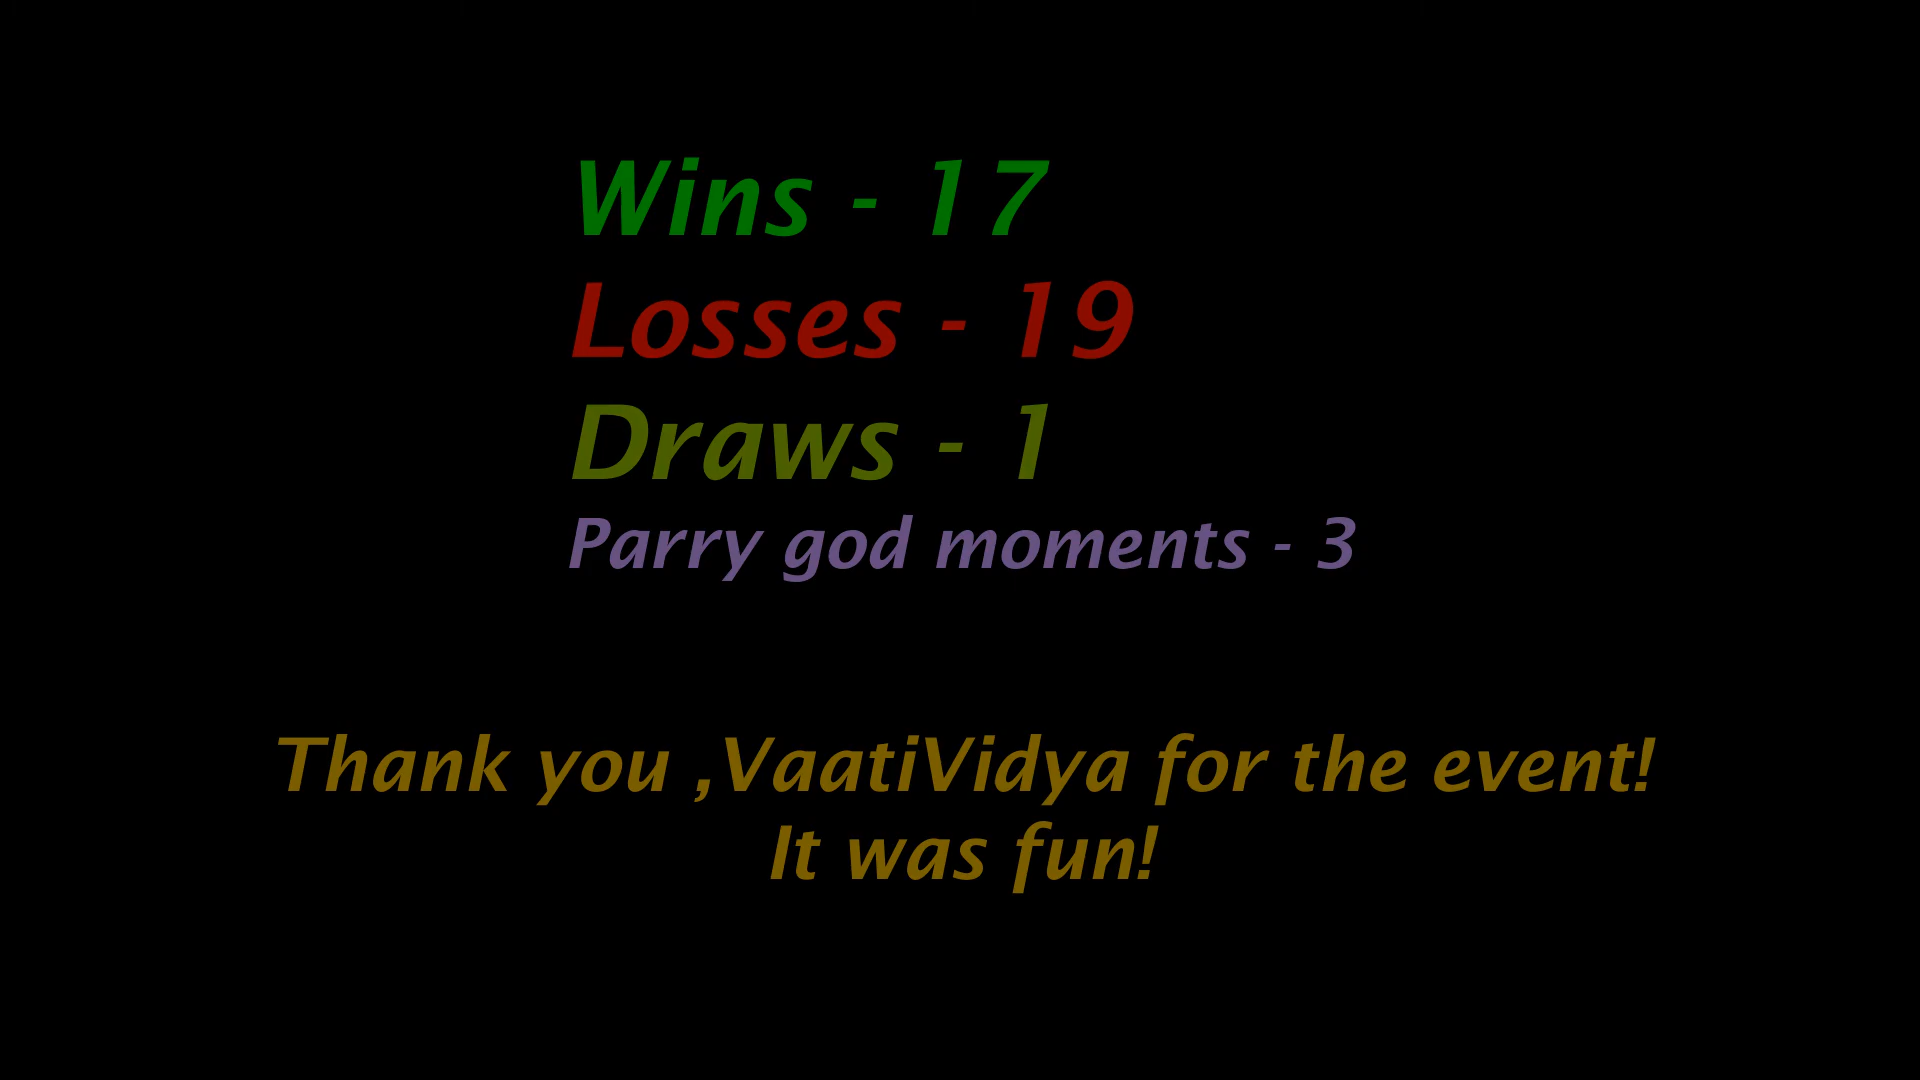 Wins - 17
Losses - 19
Draws - 1
Parry god moments - 3
Thank you ,VaatiVidya for the event!
It was fun!